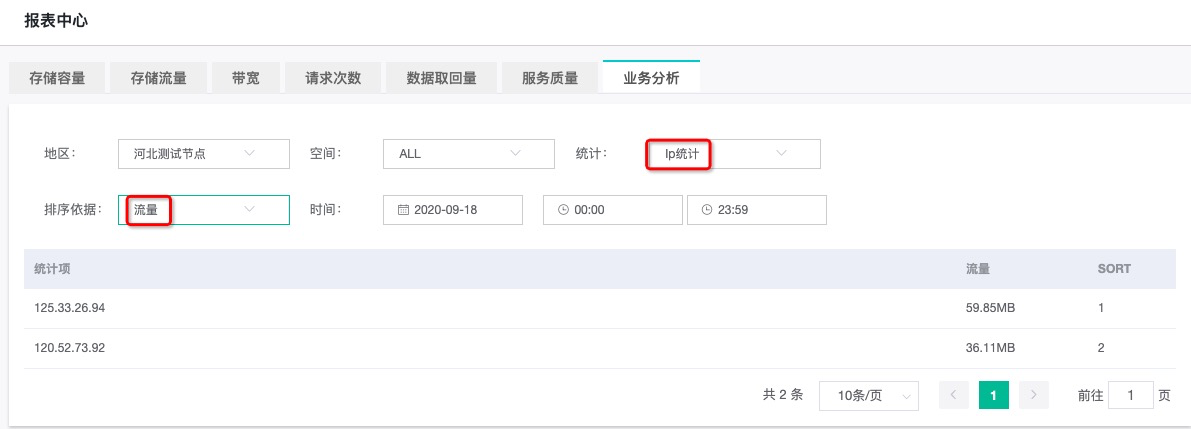 报表中心
存储容量 存储流量 带宽 请求次数 数据取回量 服务质量 业务分析
地区： 河北测试节点 空间： ALL 统计： Ip统计
排序依据： 流量 时间： 2020-09-18 00:00 23:59
统计项 流量 SORT
125.33.26.94 59.85MB 1
120.52.73.92 36.11MB 2
共 2 条 10条/页 1 前往 1 页